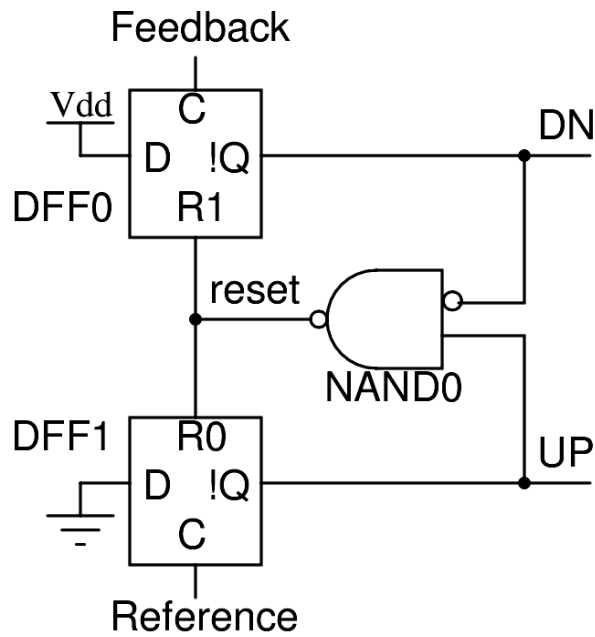 Feedback
Vdd
C
DN
D !Q
DFF0 R1
reset
NAND0
DFF1 R0
UP
D !Q
C
Reference